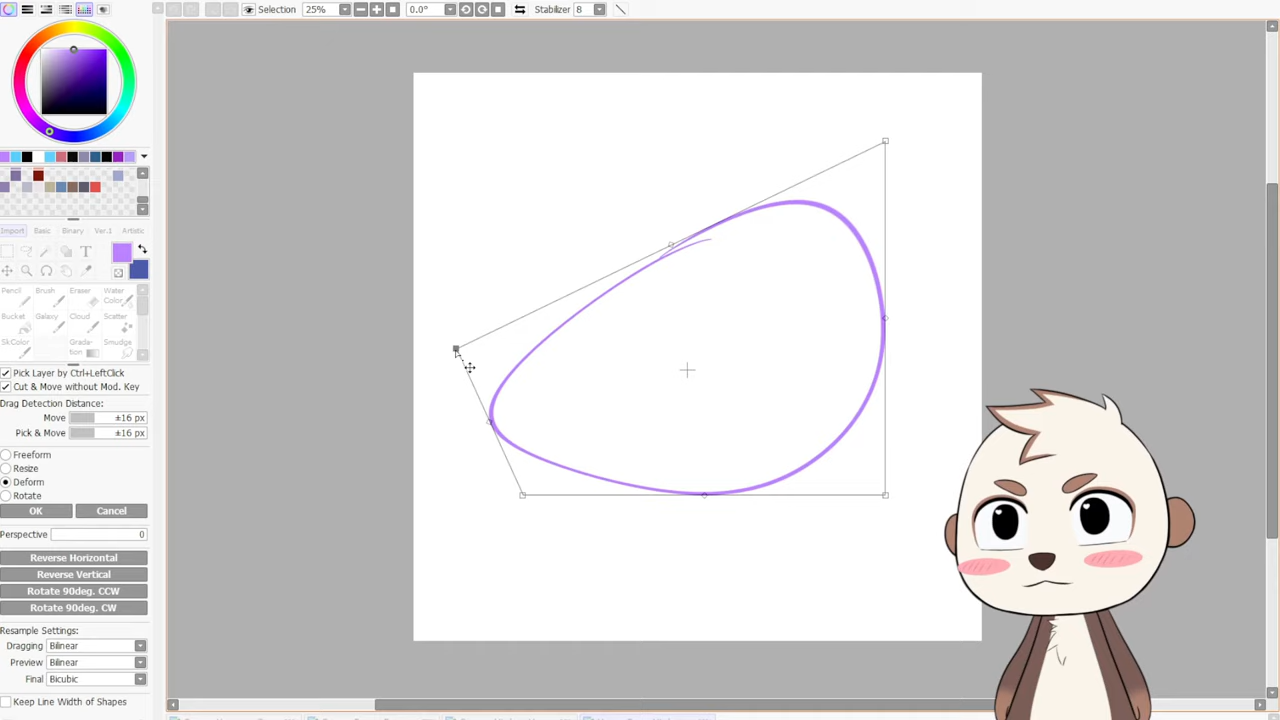 Selection 25% 0.0° Stabilizer 8
Import Basic Binary Ver.1 Artistic
T
Pencil Brush Eraser Water Color
Bucket Galaxy Cloud Scatter
SkColor Gradation Smudge
Pick Layer by Ctrl+LeftClick
Cut & Move without Mod. Key
Drag Detection Distance:
Move ±16 px
Pick & Move ±16 px
Freeform
Resize
Deform
Rotate
OK Cancel
Perspective 0
Reverse Horizontal
Reverse Vertical
Rotate 90deg. CCW
Rotate 90deg. CW
Resample Settings:
Dragging Bilinear
Preview Bilinear
Final Bicubic
Keep Line Width of Shapes